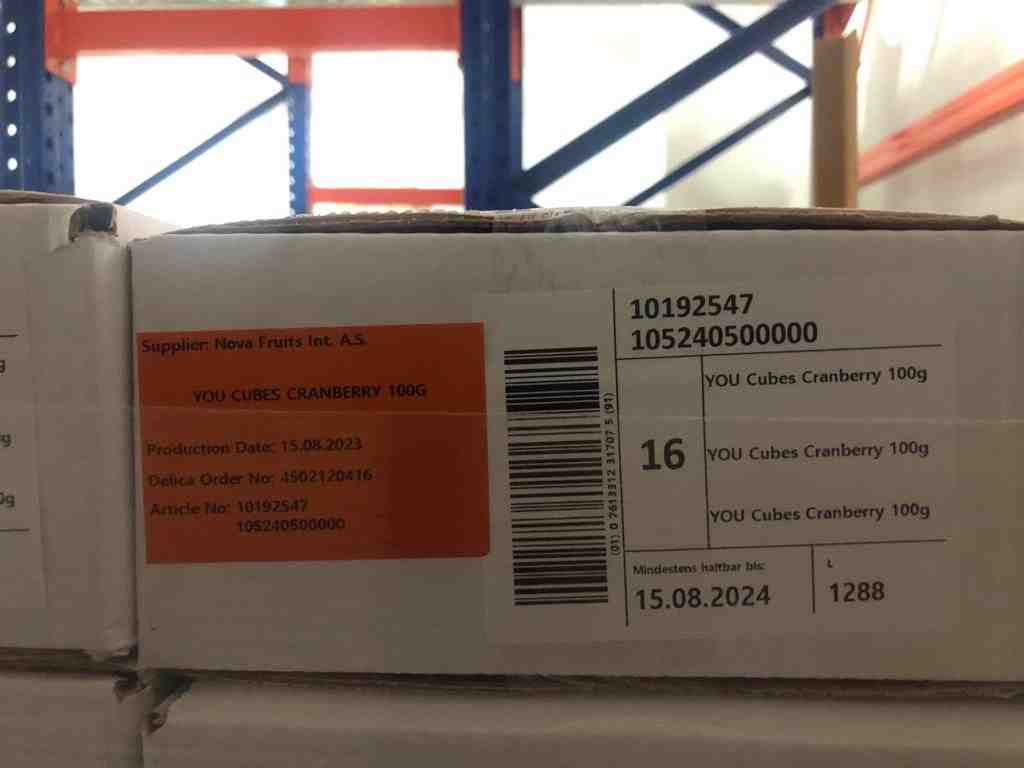 Supplier: Nova Fruits Int. A.S.
YOU CUBES CRANBERRY 100G
Production Date: 15.08.2023
Delica Order No: 4502120416
Article No: 10192547
105240500000
(01) 0 7613312 31707 5 (91)
10192547
105240500000
16
YOU Cubes Cranberry 100g
YOU Cubes Cranberry 100g
YOU Cubes Cranberry 100g
Mindestens haltbar bis:
15.08.2024
L
1288